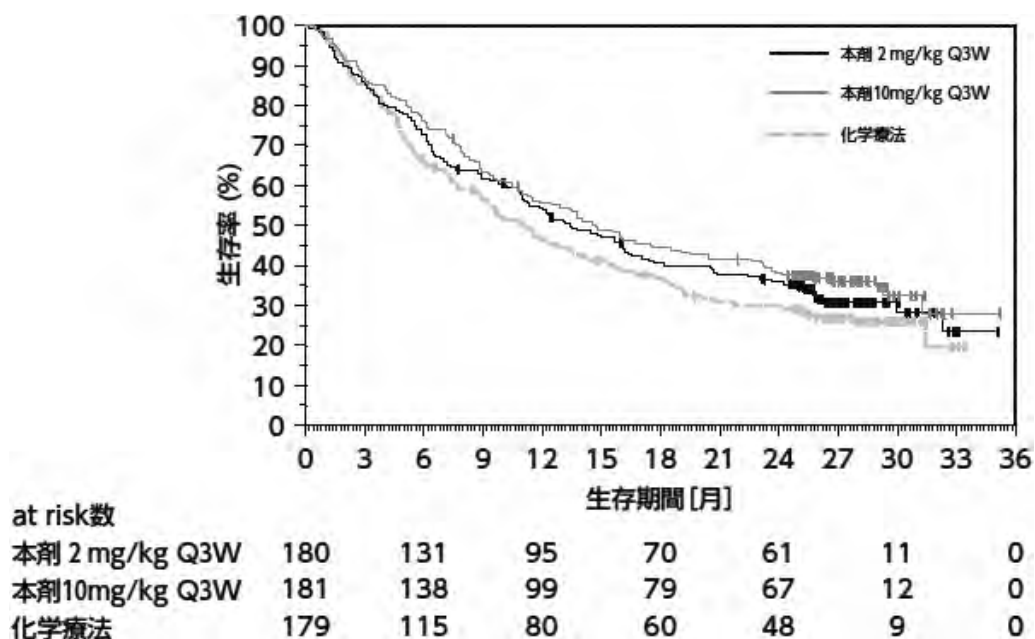 100
90
80
70
60
50
40
30
20
10
0
生存率 (%)
本剤 2 mg/kg Q3W
本剤10mg/kg Q3W
化学療法
0 3 6 9 12 15 18 21 24 27 30 33 36
生存期間 [月]
at risk数
本剤 2 mg/kg Q3W 180 131 95 70 61 11 0
本剤10mg/kg Q3W 181 138 99 79 67 12 0
化学療法 179 115 80 60 48 9 0